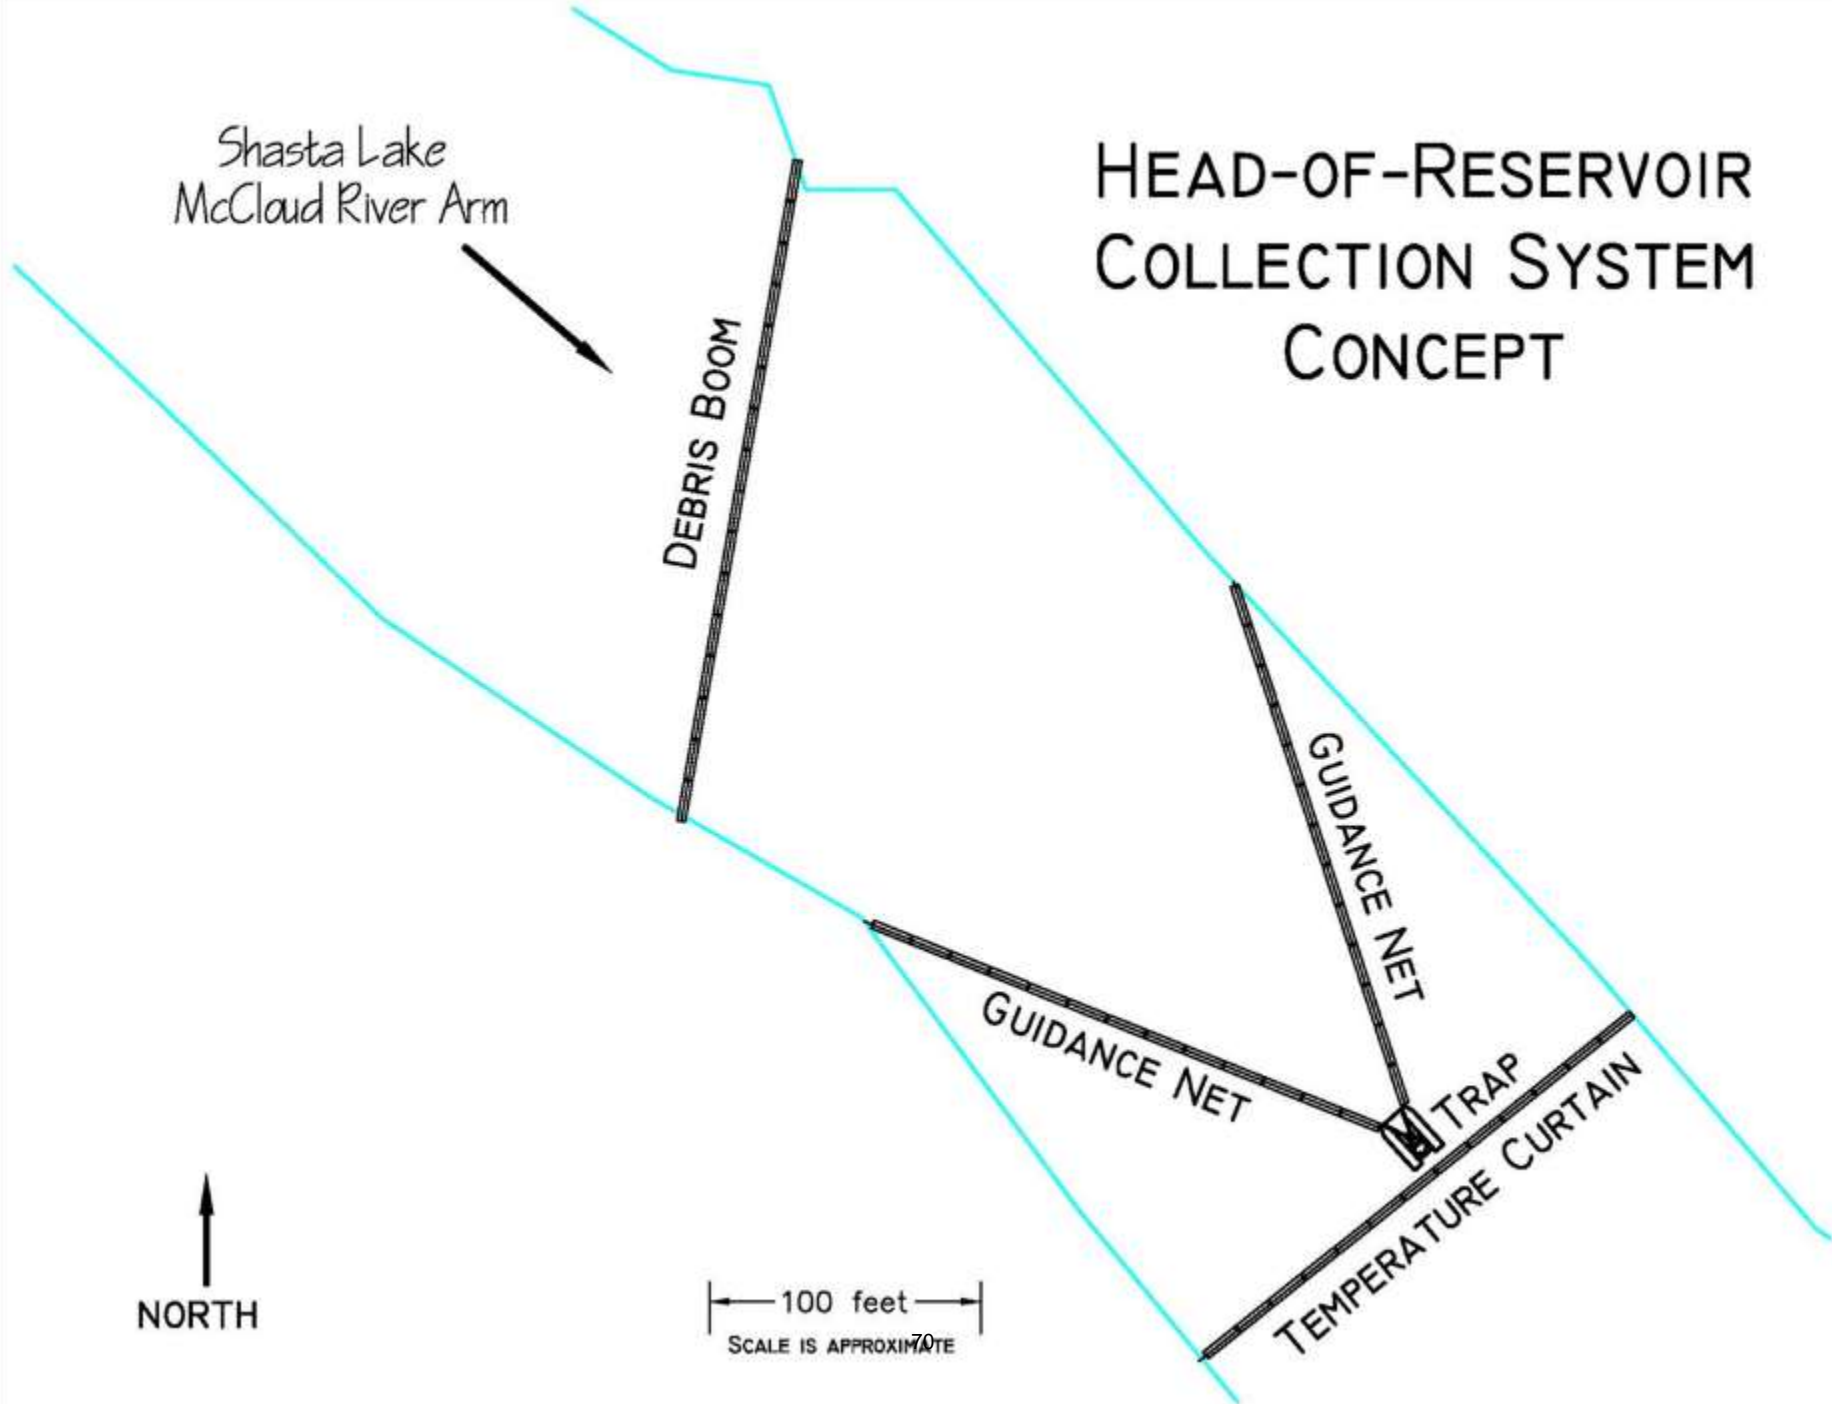 Shasta Lake
McCloud River Arm
HEAD-OF-RESERVOIR
COLLECTION SYSTEM
CONCEPT
DEBRIS BOOM
GUIDANCE NET
GUIDANCE NET
TRAP
TEMPERATURE CURTAIN
NORTH
100 feet
SCALE IS APPROXIMATE
70